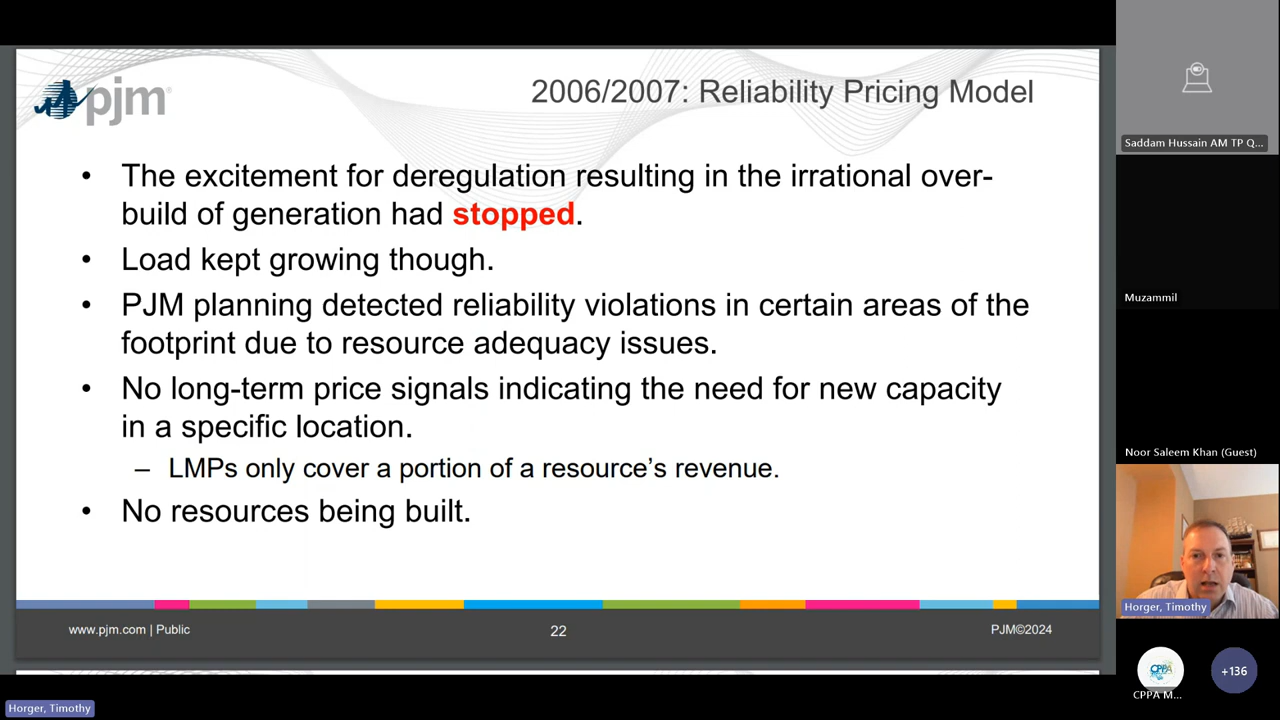 pjm
2006/2007: Reliability Pricing Model
• The excitement for deregulation resulting in the irrational over-
build of generation had stopped.
• Load kept growing though.
• PJM planning detected reliability violations in certain areas of the
footprint due to resource adequacy issues.
• No long-term price signals indicating the need for new capacity
in a specific location.
– LMPs only cover a portion of a resource's revenue.
• No resources being built.
www.pjm.com | Public
22
PJM©2024
Saddam Hussain AM TP Q...
Muzammil
Noor Saleem Khan (Guest)
Horger, Timothy
CPPA
CPPA M...
+136
Horger, Timothy